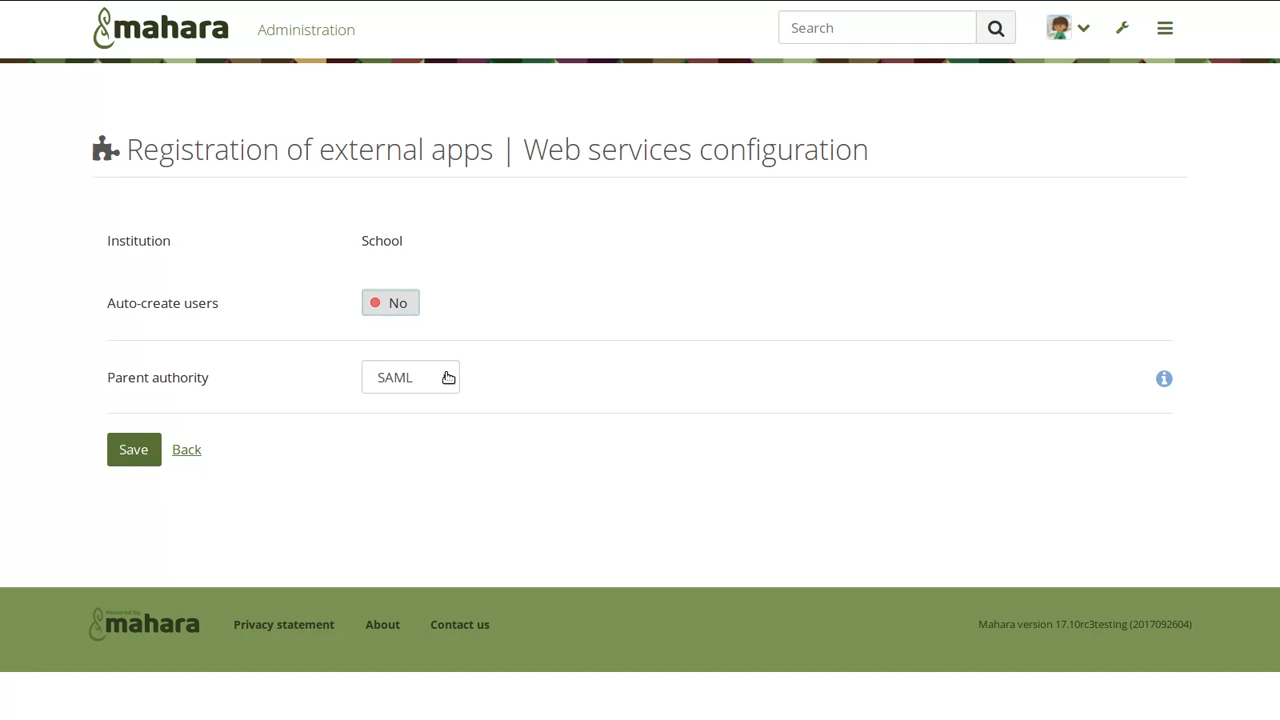 mahara
Administration
Search
Registration of external apps | Web services configuration
Institution
School
Auto-create users
No
Parent authority
SAML
Save
Back
Powered by
mahara
Privacy statement
About
Contact us
Mahara version 17.10rc3testing (2017092604)